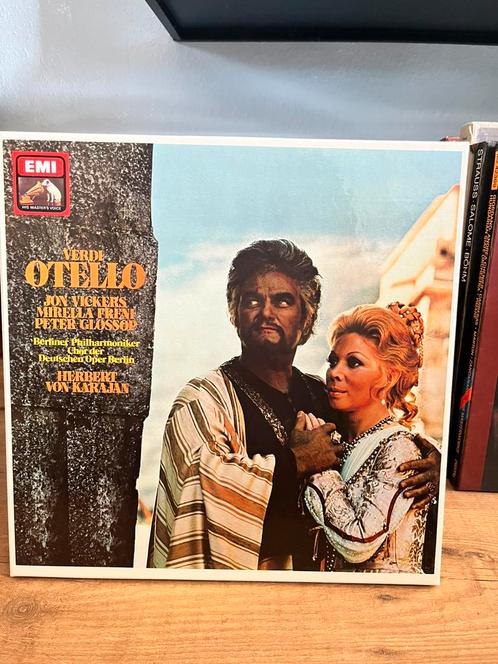 EMI
HIS MASTER'S VOICE
VERDI
OTELLO
JON VICKERS
MIRELLA FRENI
PETER GLOSSOP
Berliner Philharmoniker
Chor der
Deutschen Oper Berlin
HERBERT
VON KARAJAN
STRAUSS · SALOME · BÖHM